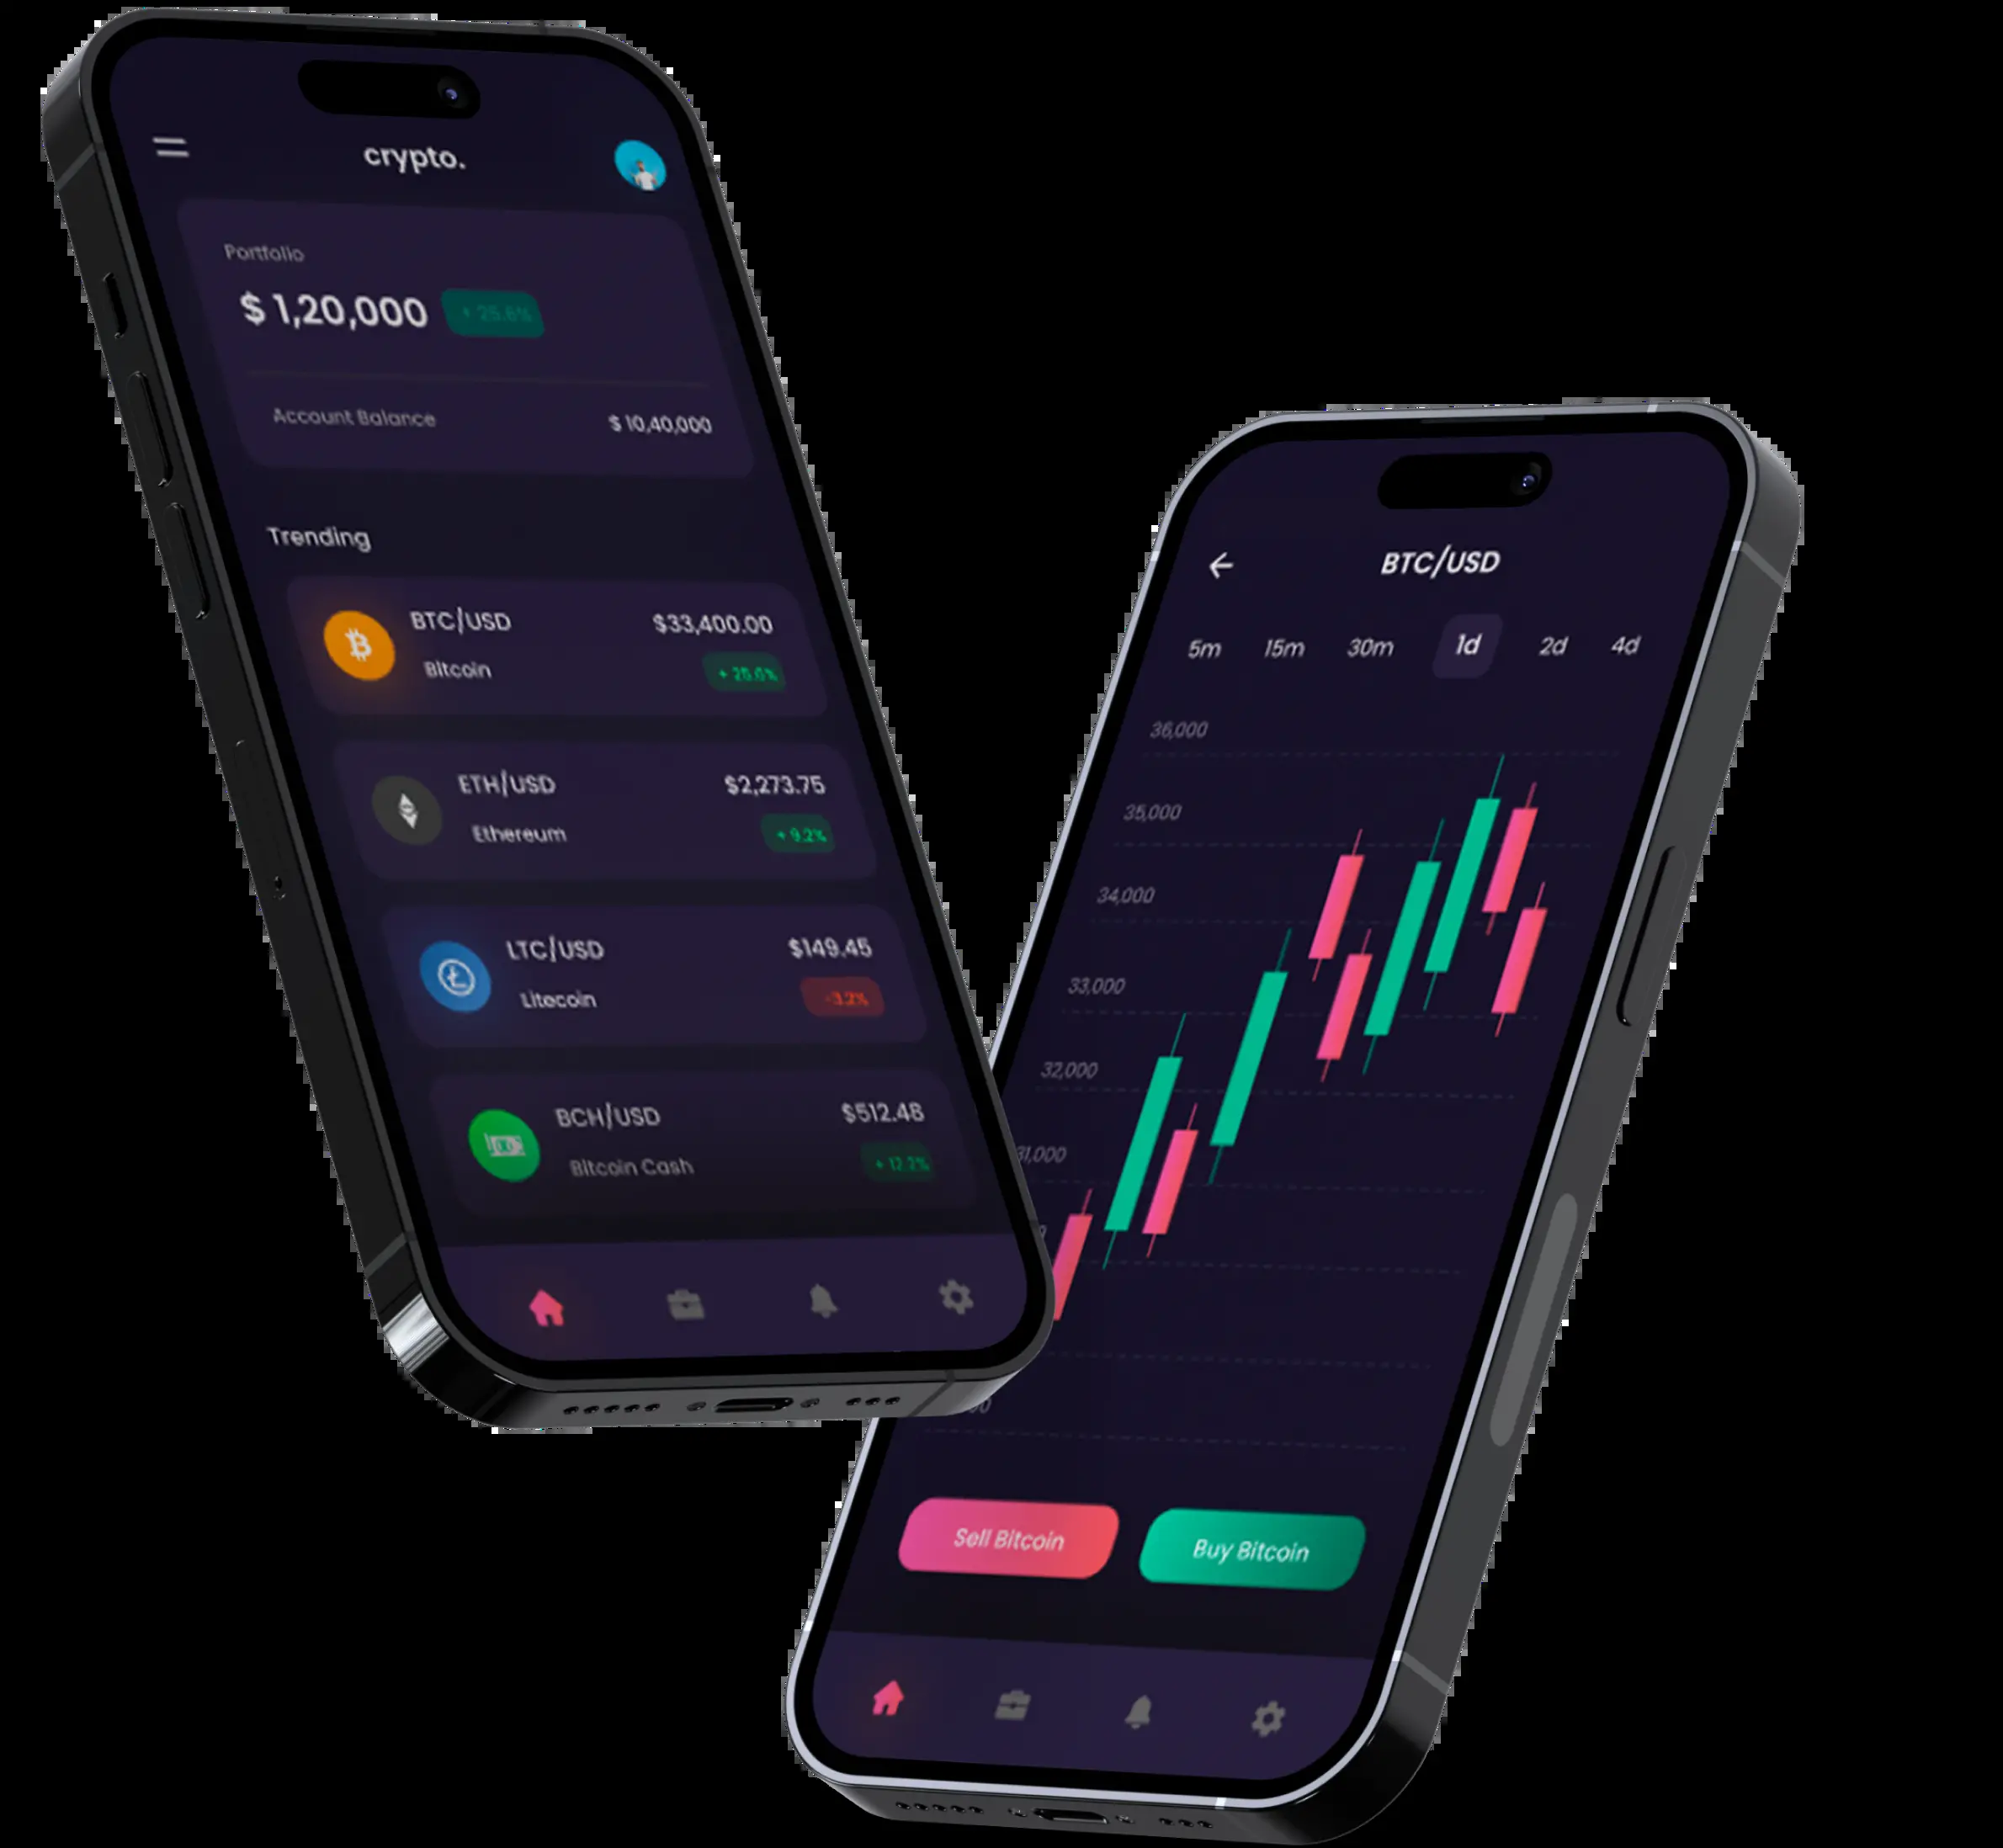 crypto.
Portfolio
$ 1,20,000 + 25.6%
Account Balance $ 10,40,000
Trending
BTC/USD $33,400.00
Bitcoin + 25.6%
ETH/USD $2,273.75
Ethereum + 9.2%
LTC/USD $149.45
Litecoin -3.2%
BCH/USD $512.48
Bitcoin Cash + 12.2%
BTC/USD
5m 15m 30m 1d 2d 4d
36,000
35,000
34,000
33,000
32,000
31,000
Sell Bitcoin Buy Bitcoin